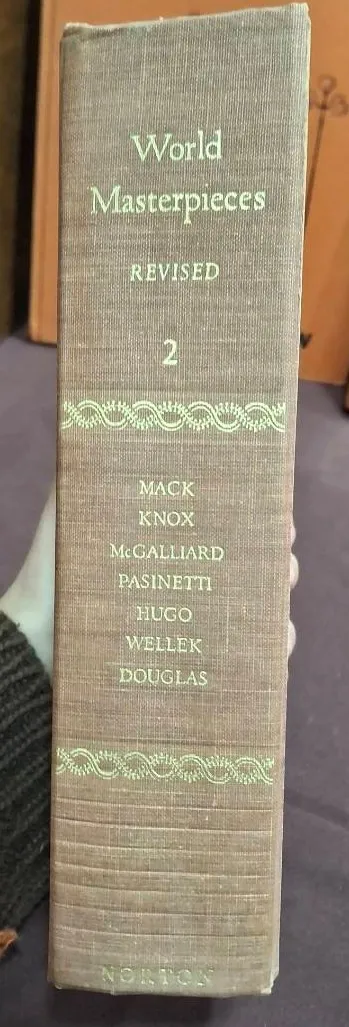 World
Masterpieces
REVISED
2
MACK
KNOX
McGALLIARD
PASINETTI
HUGO
WELLEK
DOUGLAS
NORTON